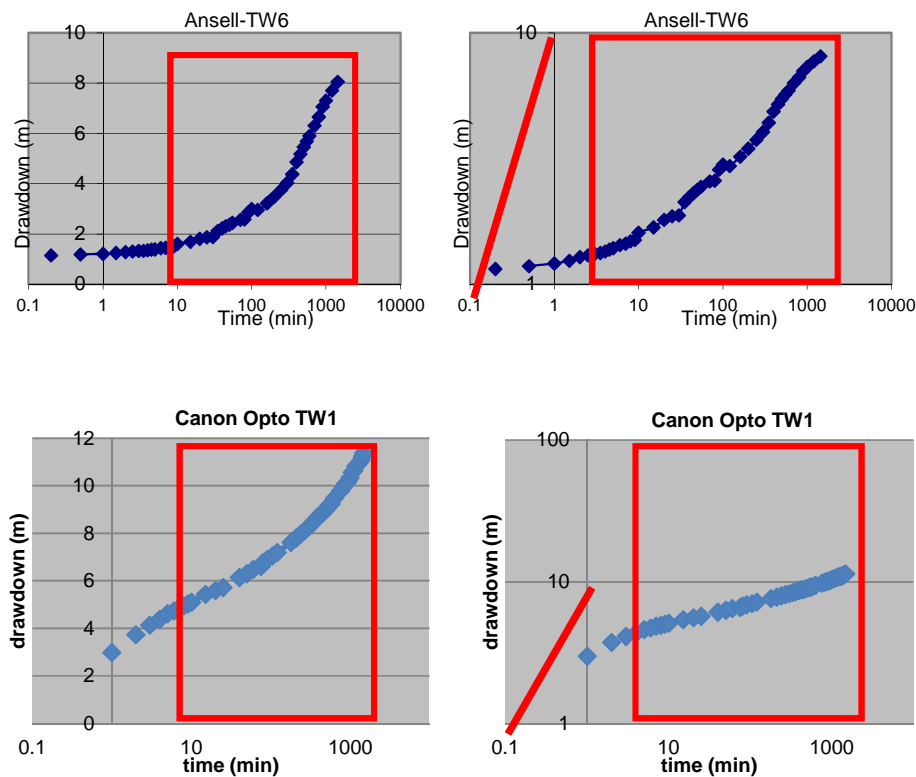 Ansell-TW6
10
8
6
4
2
0
Drawdown (m)
0.1 1 10 100 1000 10000
Time (min)
Ansell-TW6
10
1
Drawdown (m)
0.1 1 10 100 1000 10000
Time (min)
Canon Opto TW1
12
10
8
6
4
2
0
drawdown (m)
0.1 10 1000
time (min)
Canon Opto TW1
100
10
1
drawdown (m)
0.1 10 1000
time (min)